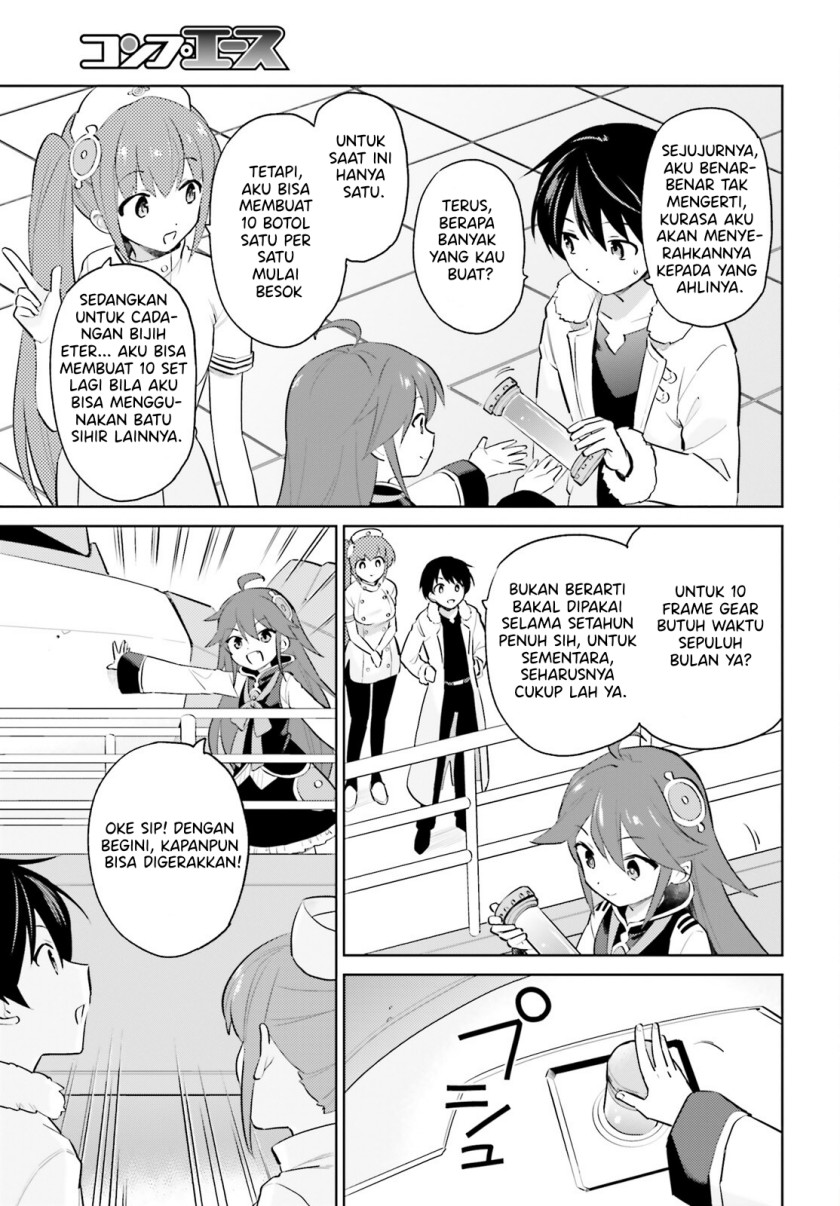 コンプ・エース
SEJUJURNYA,
AKU BENAR-
BENAR TAK
MENGERTI,
KURASA AKU
AKAN MENYE-
RAHKANNYA
KEPADA YANG
AHLINYA.
TERUS,
BERAPA
BANYAK
YANG KAU
BUAT?
UNTUK
SAAT INI
HANYA
SATU.
TETAPI,
AKU BISA
MEMBUAT
10 BOTOL
SATU PER
SATU
MULAI
BESOK
SEDANGKAN
UNTUK CADA-
NGAN BIJIH
ETER... AKU BISA
MEMBUAT 10 SET
LAGI BILA AKU
BISA MENGGU-
NAKAN BATU
SIHIR LAINNYA.
UNTUK 10
FRAME GEAR
BUTUH WAKTU
SEPULUH
BULAN YA?
BUKAN BERARTI
BAKAL DIPAKAI
SELAMA SETAHUN
PENUH SIH, UNTUK
SEMENTARA,
SEHARUSNYA
CUKUP LAH YA.
プニュ
OKE SIP! DENGAN
BEGINI, KAPANPUN
BISA DIGERAKKAN!